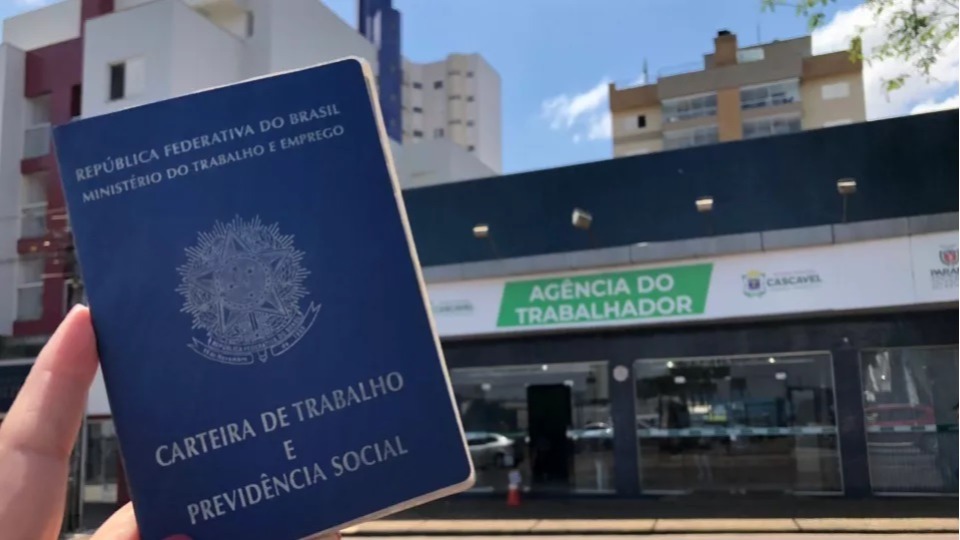 REPÚBLICA FEDERATIVA DO BRASIL
MINISTÉRIO DO TRABALHO E EMPREGO
CARTEIRA DE TRABALHO
E
PREVIDÊNCIA SOCIAL
AGÊNCIA DO
TRABALHADOR
CASCAVEL